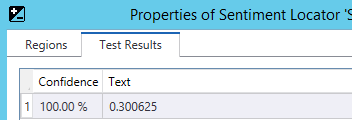 Properties of Sentiment Locator 'S
Regions Test Results
Confidence Text
1 100.00 % 0.300625